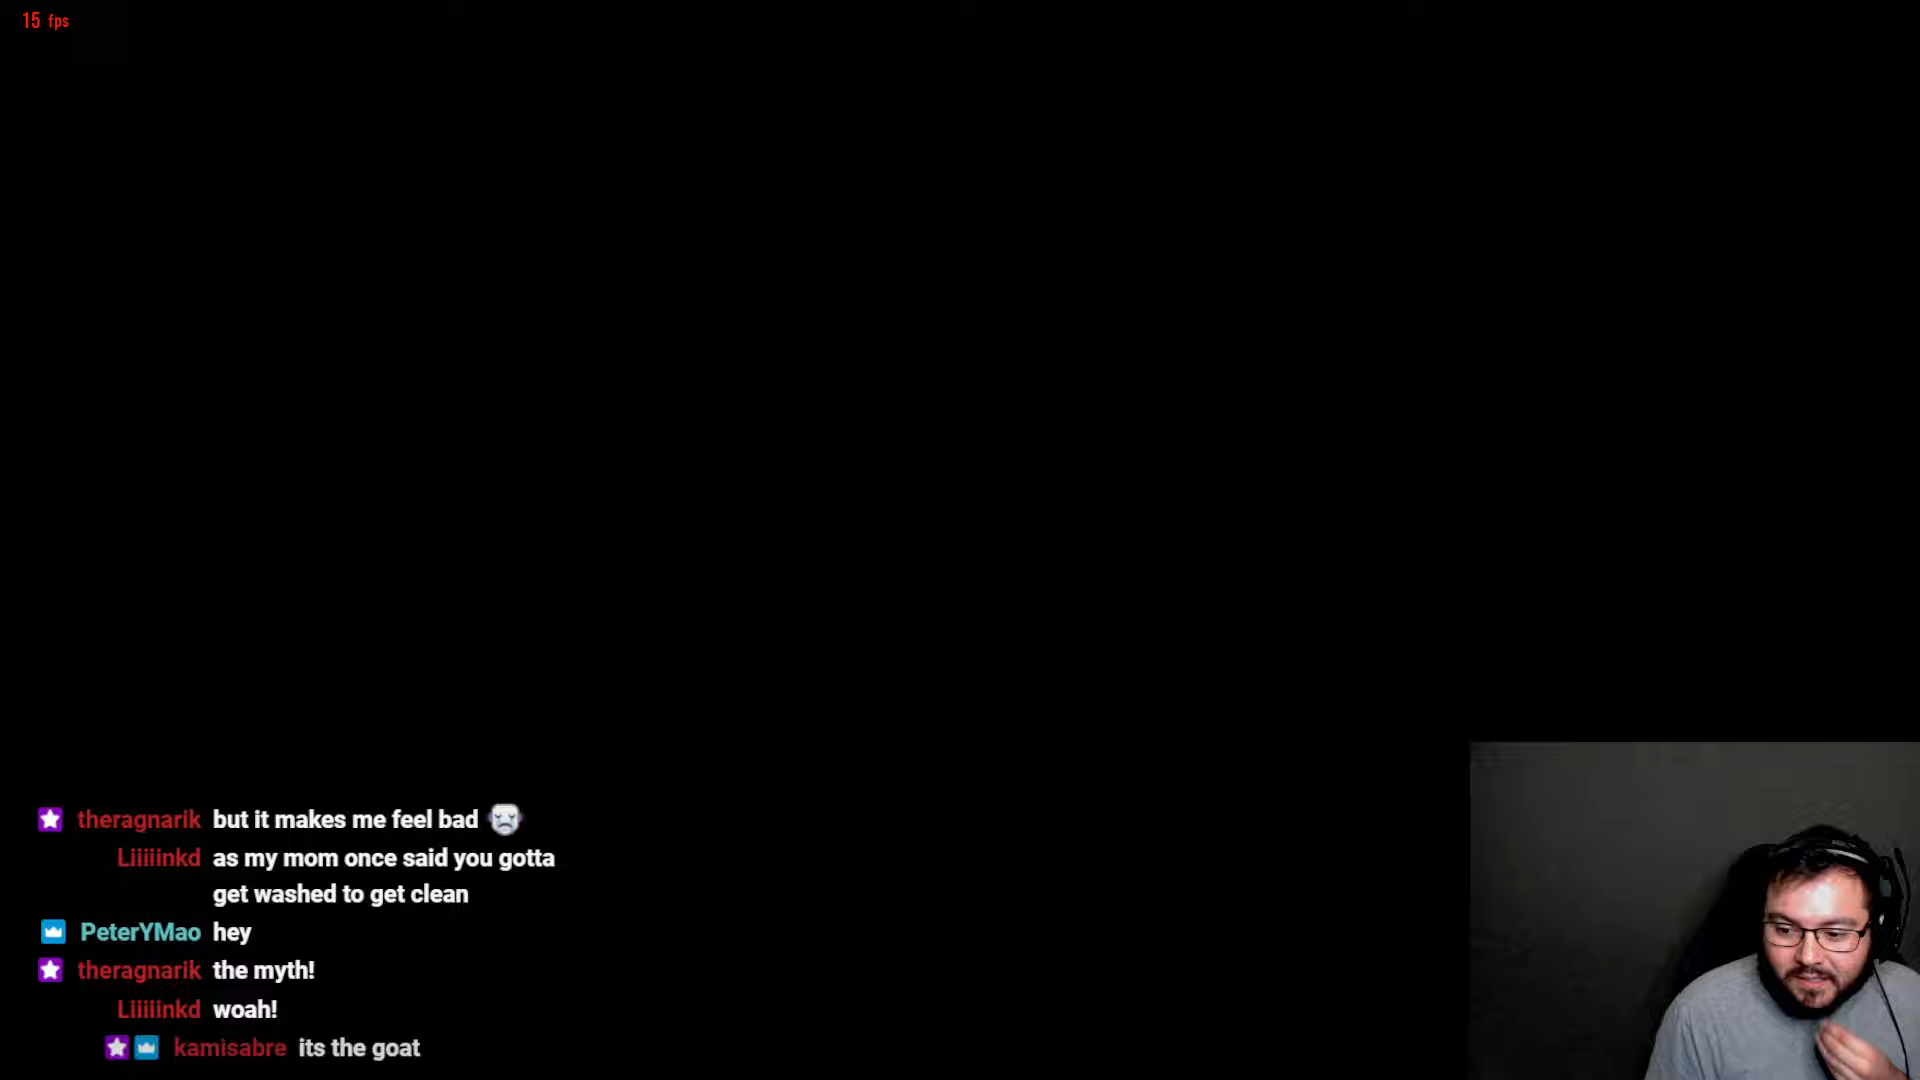 15 fps
theragnarik but it makes me feel bad
Liiiiinkd as my mom once said you gotta
get washed to get clean
PeterYMao hey
theragnarik the myth!
Liiiiinkd woah!
kamisabre its the goat